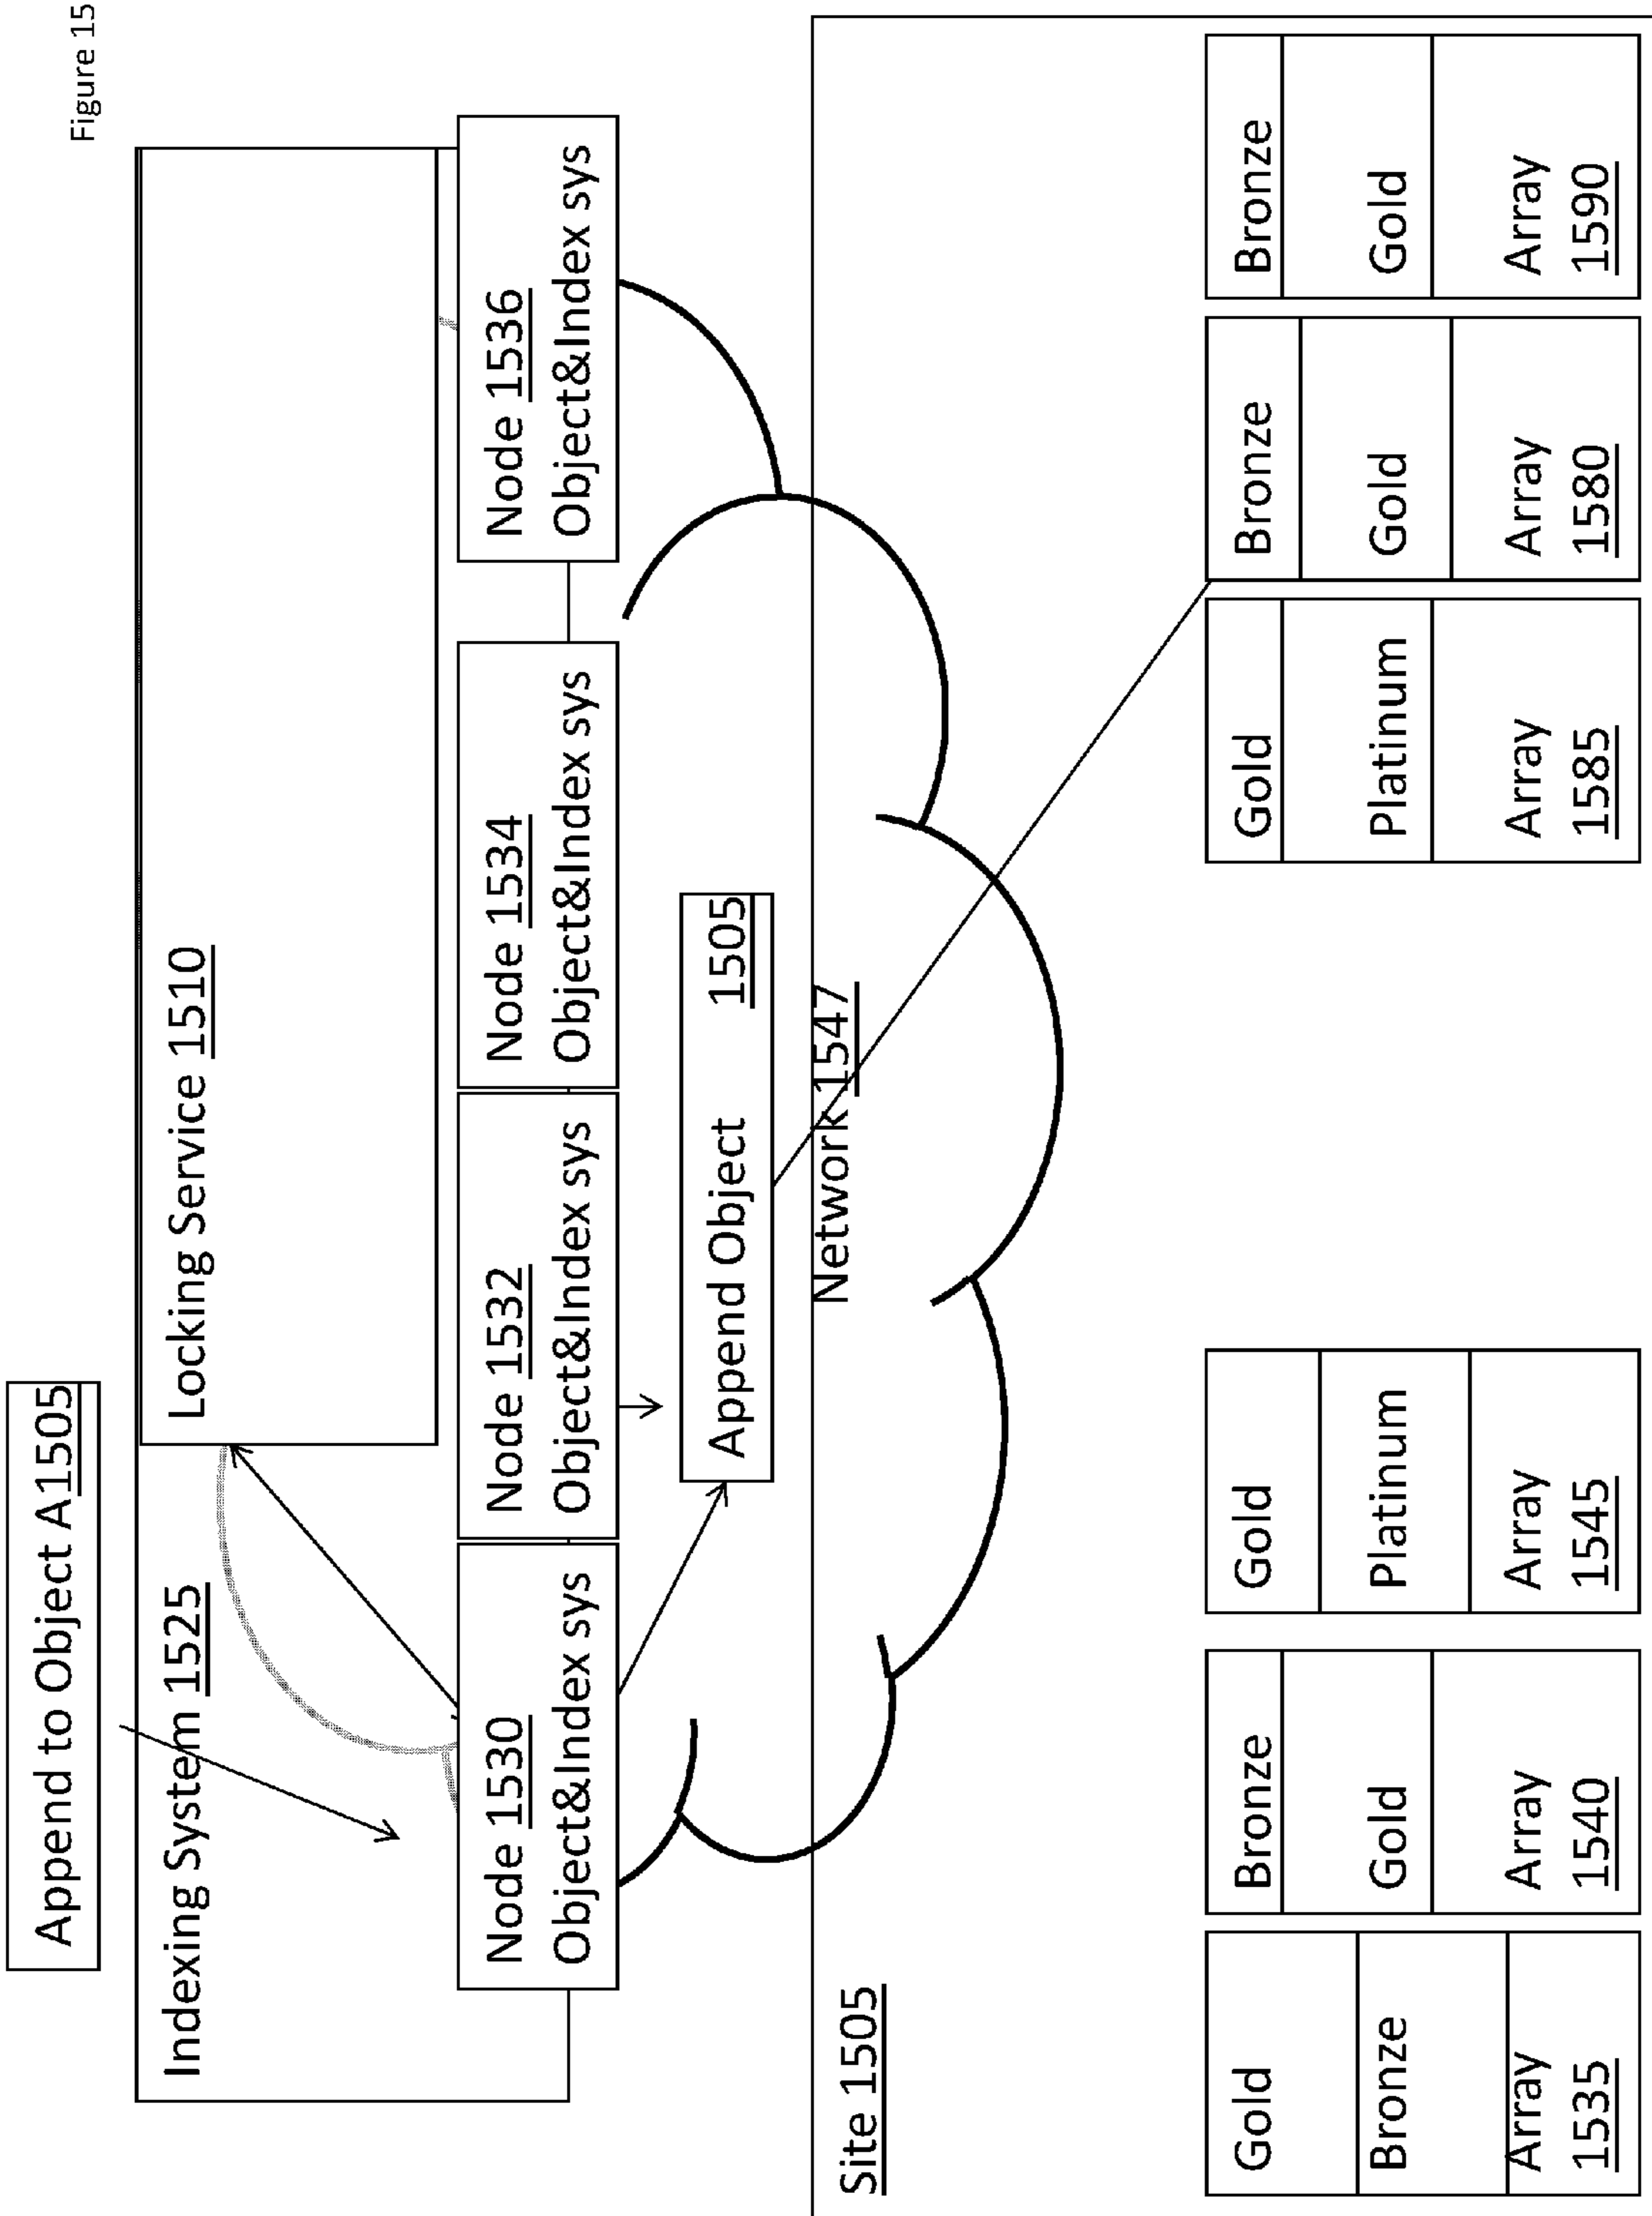 Figure 15
Append to Object A1505
Indexing System 1525
Locking Service 1510
Node 1530
Object&Index sys
Node 1532
Object&Index sys
Node 1534
Object&Index sys
Node 1536
Object&Index sys
Append Object 1505
Network 1547
Site 1505
Gold
Bronze
Array
1535
Bronze
Gold
Array
1540
Gold
Platinum
Array
1545
Gold
Platinum
Array
1585
Bronze
Gold
Array
1580
Bronze
Gold
Array
1590